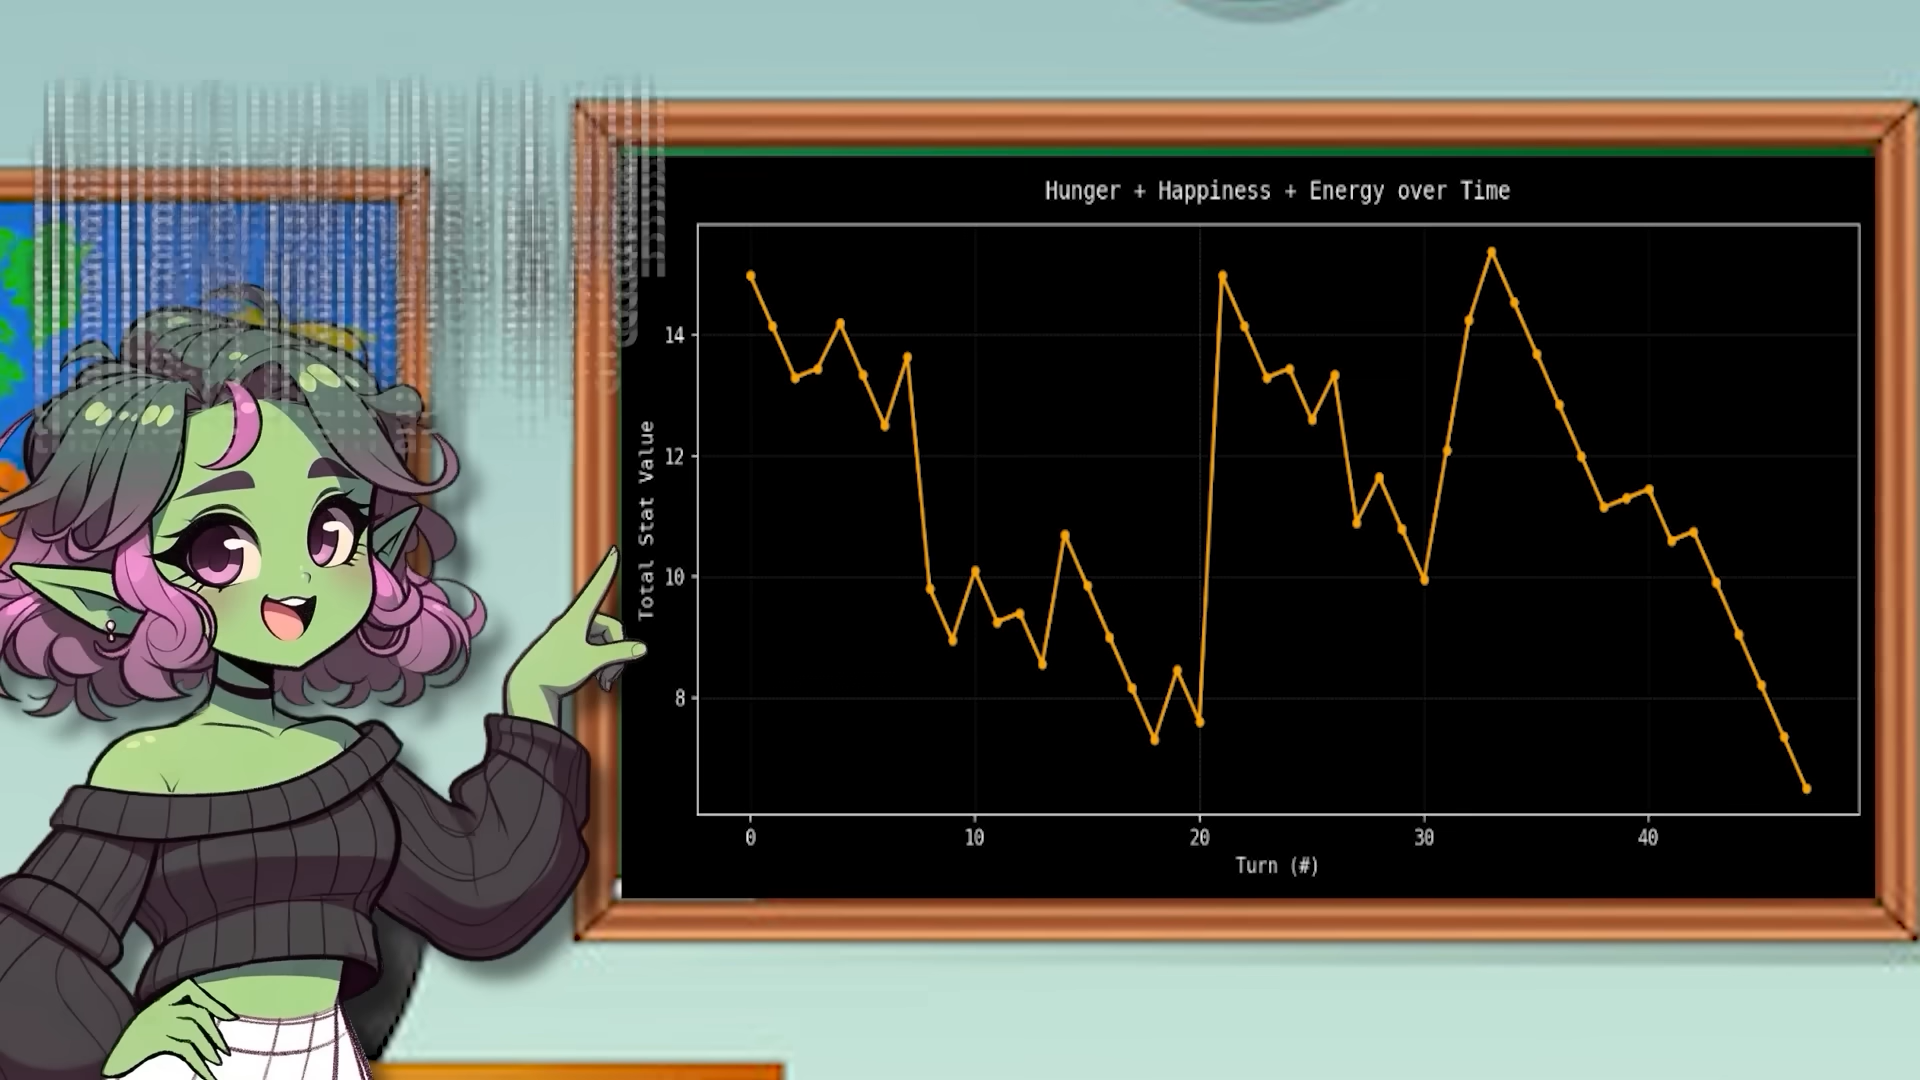 Hunger + Happiness + Energy over Time
Total Stat Value
14
12
10
8
0 10 20 30 40
Turn (#)